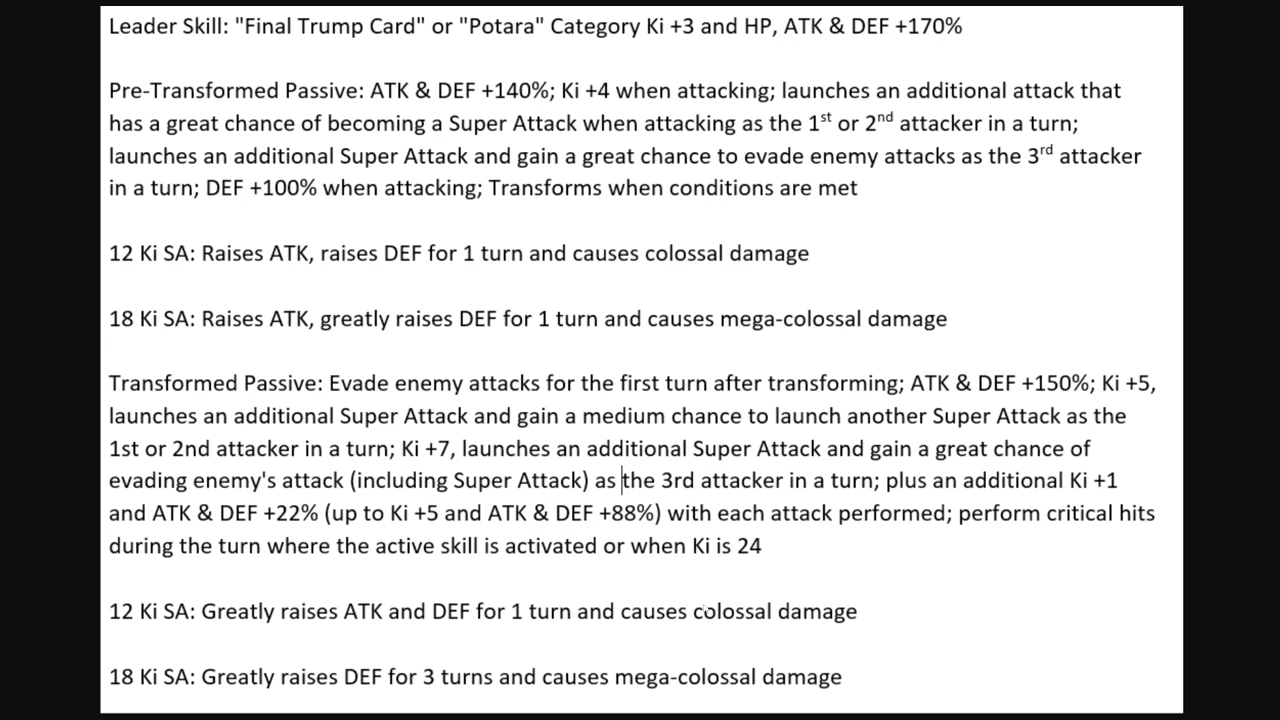 Leader Skill: "Final Trump Card" or "Potara" Category Ki +3 and HP, ATK & DEF +170%
Pre-Transformed Passive: ATK & DEF +140%; Ki +4 when attacking; launches an additional attack that
has a great chance of becoming a Super Attack when attacking as the 1st or 2nd attacker in a turn;
launches an additional Super Attack and gain a great chance to evade enemy attacks as the 3rd attacker
in a turn; DEF +100% when attacking; Transforms when conditions are met
12 Ki SA: Raises ATK, raises DEF for 1 turn and causes colossal damage
18 Ki SA: Raises ATK, greatly raises DEF for 1 turn and causes mega-colossal damage
Transformed Passive: Evade enemy attacks for the first turn after transforming; ATK & DEF +150%; Ki +5,
launches an additional Super Attack and gain a medium chance to launch another Super Attack as the
1st or 2nd attacker in a turn; Ki +7, launches an additional Super Attack and gain a great chance of
evading enemy's attack (including Super Attack) as the 3rd attacker in a turn; plus an additional Ki +1
and ATK & DEF +22% (up to Ki +5 and ATK & DEF +88%) with each attack performed; perform critical hits
during the turn where the active skill is activated or when Ki is 24
12 Ki SA: Greatly raises ATK and DEF for 1 turn and causes colossal damage
18 Ki SA: Greatly raises DEF for 3 turns and causes mega-colossal damage